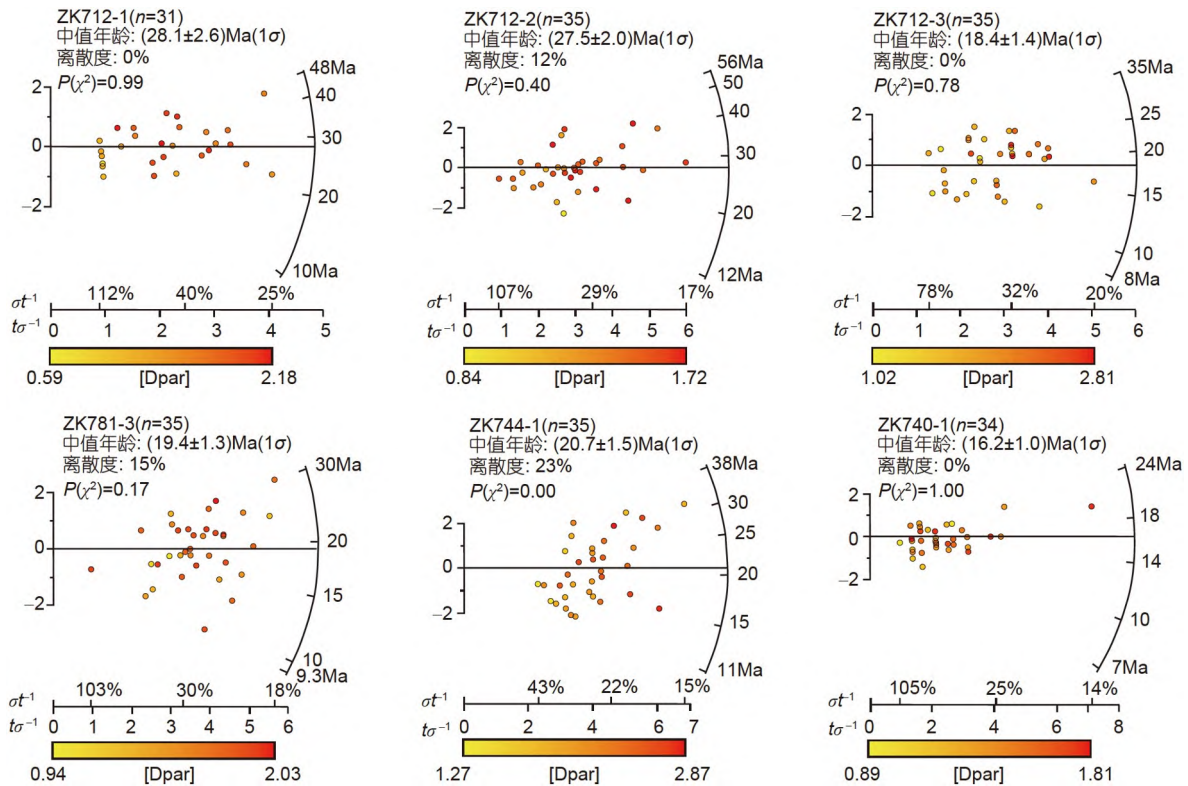 ZK712-1(n=31)
中值年龄: (28.1±2.6)Ma(1σ)
离散度: 0%
P(χ²)=0.99
48Ma
40
30
20
10Ma
2
0
−2
σt⁻¹ 112% 40% 25%
tσ⁻¹ 0 1 2 3 4 5
0.59 [Dpar] 2.18
ZK712-2(n=35)
中值年龄: (27.5±2.0)Ma(1σ)
离散度: 12%
P(χ²)=0.40
56Ma
50
40
30
20
12Ma
2
0
−2
σt⁻¹ 107% 29% 17%
tσ⁻¹ 0 1 2 3 4 5 6
0.84 [Dpar] 1.72
ZK712-3(n=35)
中值年龄: (18.4±1.4)Ma(1σ)
离散度: 0%
P(χ²)=0.78
35Ma
25
20
15
10
8Ma
2
0
−2
σt⁻¹ 78% 32% 20%
tσ⁻¹ 0 1 2 3 4 5 6
1.02 [Dpar] 2.81
ZK781-3(n=35)
中值年龄: (19.4±1.3)Ma(1σ)
离散度: 15%
P(χ²)=0.17
30Ma
20
15
10
9.3Ma
2
0
−2
σt⁻¹ 103% 30% 18%
tσ⁻¹ 0 1 2 3 4 5 6
0.94 [Dpar] 2.03
ZK744-1(n=35)
中值年龄: (20.7±1.5)Ma(1σ)
离散度: 23%
P(χ²)=0.00
38Ma
30
25
20
15
11Ma
2
0
−2
σt⁻¹ 43% 22% 15%
tσ⁻¹ 0 2 4 6 7
1.27 [Dpar] 2.87
ZK740-1(n=34)
中值年龄: (16.2±1.0)Ma(1σ)
离散度: 0%
P(χ²)=1.00
24Ma
18
16
14
10
7Ma
2
0
−2
σt⁻¹ 105% 25% 14%
tσ⁻¹ 0 2 4 6 8
0.89 [Dpar] 1.81